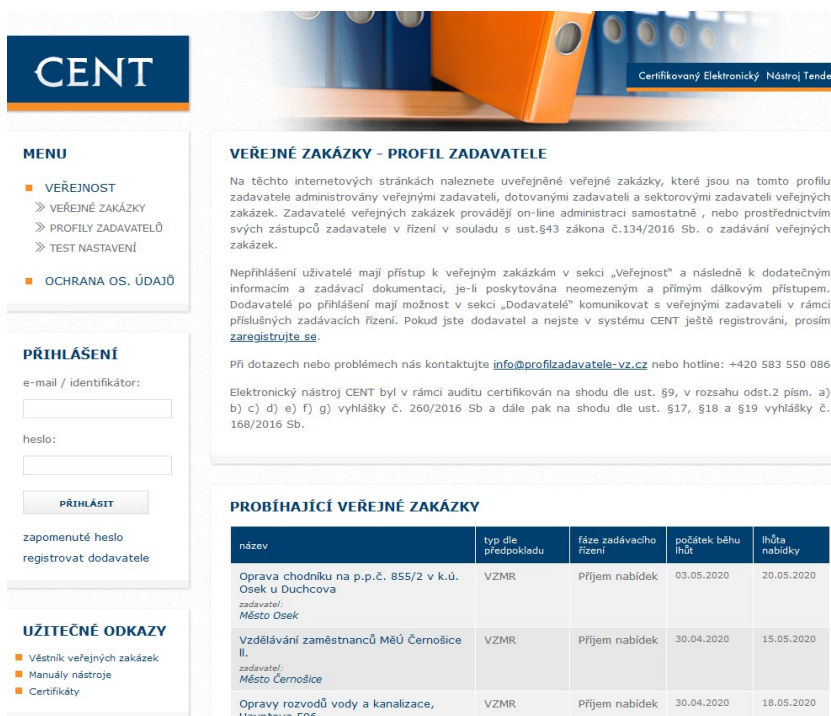 CENT
Certifikovaný Elektronický Nástroj Tende
MENU
VEŘEJNOST
VEŘEJNÉ ZAKÁZKY
PROFILY ZADAVATELŮ
TEST NASTAVENÍ
OCHRANA OS. ÚDAJŮ
PŘIHLÁŠENÍ
e-mail / identifikátor:
heslo:
PŘIHLÁSIT
zapomenuté heslo
registrovat dodavatele
UŽITEČNÉ ODKAZY
Věstník veřejných zakázek
Manuály nástroje
Certifikáty
VEŘEJNÉ ZAKÁZKY - PROFIL ZADAVATELE
Na těchto internetových stránkách naleznete uveřejněné veřejné zakázky, které jsou na tomto profilu
zadavatele administrovány veřejnými zadavateli, dotovanými zadavateli a sektorovými zadavateli veřejných
zakázek. Zadavatelé veřejných zakázek provádějí on-line administraci samostatně , nebo prostřednictvím
svých zástupců zadavatele v řízení v souladu s ust.§43 zákona č.134/2016 Sb. o zadávání veřejných
zakázek.
Nepřihlášení uživatelé mají přístup k veřejným zakázkám v sekci „Veřejnost" a následně k dodatečným
informacím a zadávací dokumentaci, je-li poskytována neomezeným a přímým dálkovým přístupem.
Dodavatelé po přihlášení mají možnost v sekci „Dodavatelé" komunikovat s veřejnými zadavateli v rámci
příslušných zadávacích řízení. Pokud jste dodavatel a nejste v systému CENT ještě registrováni, prosím
zaregistrujte se.
Při dotazech nebo problémech nás kontaktujte info@profilzadavatele-vz.cz nebo hotline: +420 583 550 086
Elektronický nástroj CENT byl v rámci auditu certifikován na shodu dle ust. §9, v rozsahu odst.2 písm. a)
b) c) d) e) f) g) vyhlášky č. 260/2016 Sb a dále pak na shodu dle ust. §17, §18 a §19 vyhlášky č.
168/2016 Sb.
PROBÍHAJÍCÍ VEŘEJNÉ ZAKÁZKY
název typ dle předpokladu fáze zadávacího řízení počátek běhu lhůt lhůta nabídky
Oprava chodníku na p.p.č. 855/2 v k.ú. VZMR Příjem nabídek 03.05.2020 20.05.2020
Osek u Duchcova
zadavatel:
Město Osek
Vzdělávání zaměstnanců MěÚ Černošice VZMR Příjem nabídek 30.04.2020 15.05.2020
II.
zadavatel:
Město Černošice
Opravy rozvodů vody a kanalizace, VZMR Příjem nabídek 30.04.2020 18.05.2020